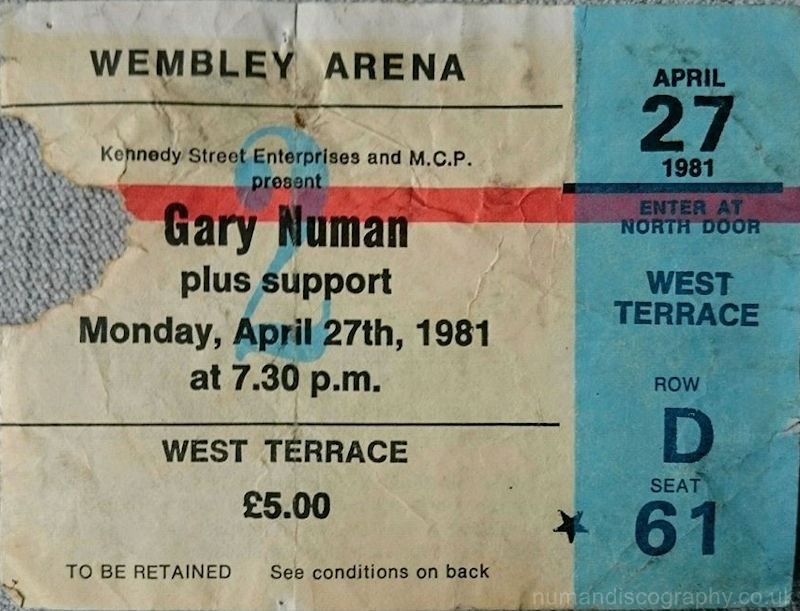 WEMBLEY ARENA
Kennedy Street Enterprises and M.C.P.
present
Gary Numan
plus support
Monday, April 27th, 1981
at 7.30 p.m.
2
WEST TERRACE
£5.00
TO BE RETAINED See conditions on back
APRIL
27
1981
ENTER AT
NORTH DOOR
WEST
TERRACE
ROW
D
SEAT
61
numandiscography.co.uk